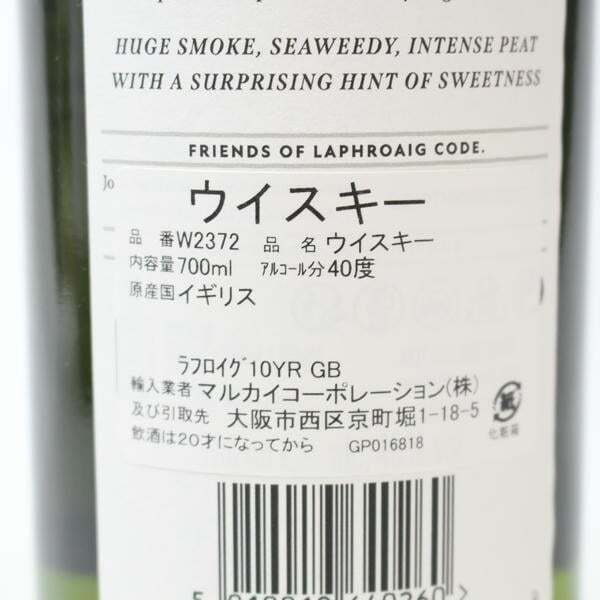 HUGE SMOKE, SEAWEEDY, INTENSE PEAT
WITH A SURPRISING HINT OF SWEETNESS
FRIENDS OF LAPHROAIG CODE.
Jo
ウイスキー
品 番W2372 品 名 ウイスキー
内容量700ml ｱﾙｺｰﾙ分40度
原産国イギリス
ﾗﾌﾛｲｸﾞ10YR GB
輸入業者 マルカイコーポレーション(株)
及び引取先 大阪市西区京町堀1-18-5
飲酒は20才になってから GP016818
紙
化粧箱